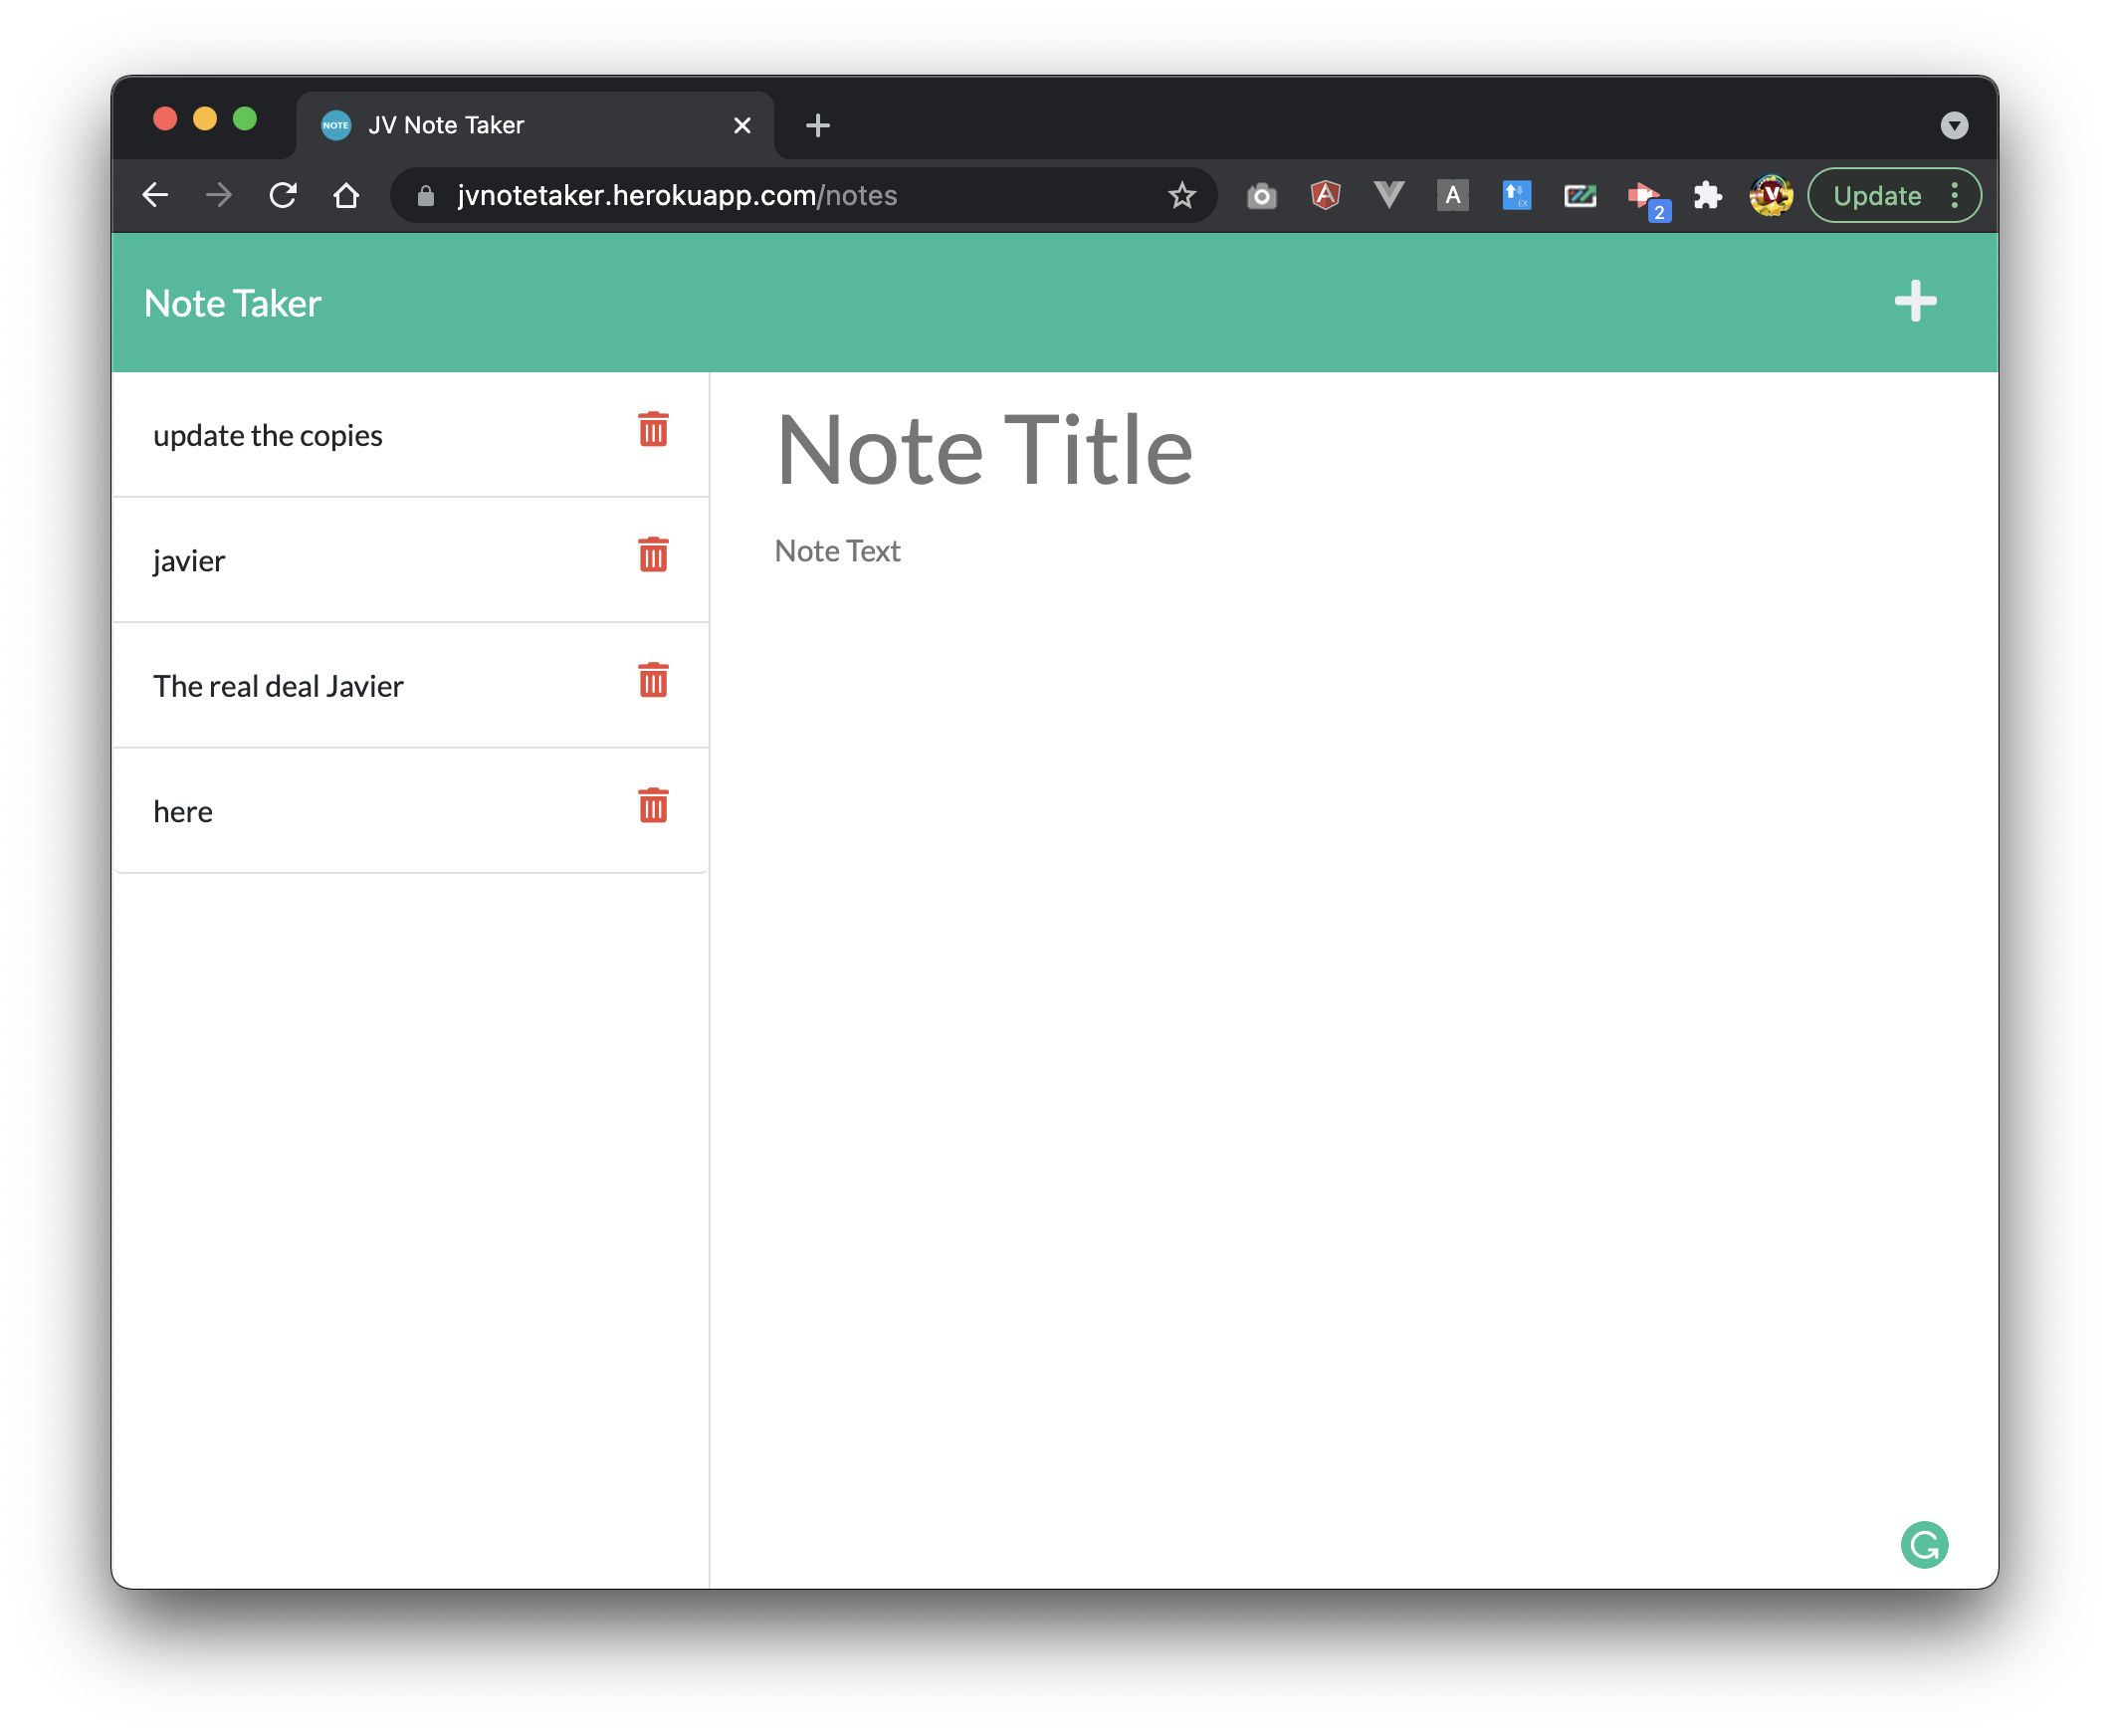 NOTE JV Note Taker
jvnotetaker.herokuapp.com/notes
A
A
EX
2
V
Update
Note Taker
update the copies
javier
The real deal Javier
here
Note Title
Note Text